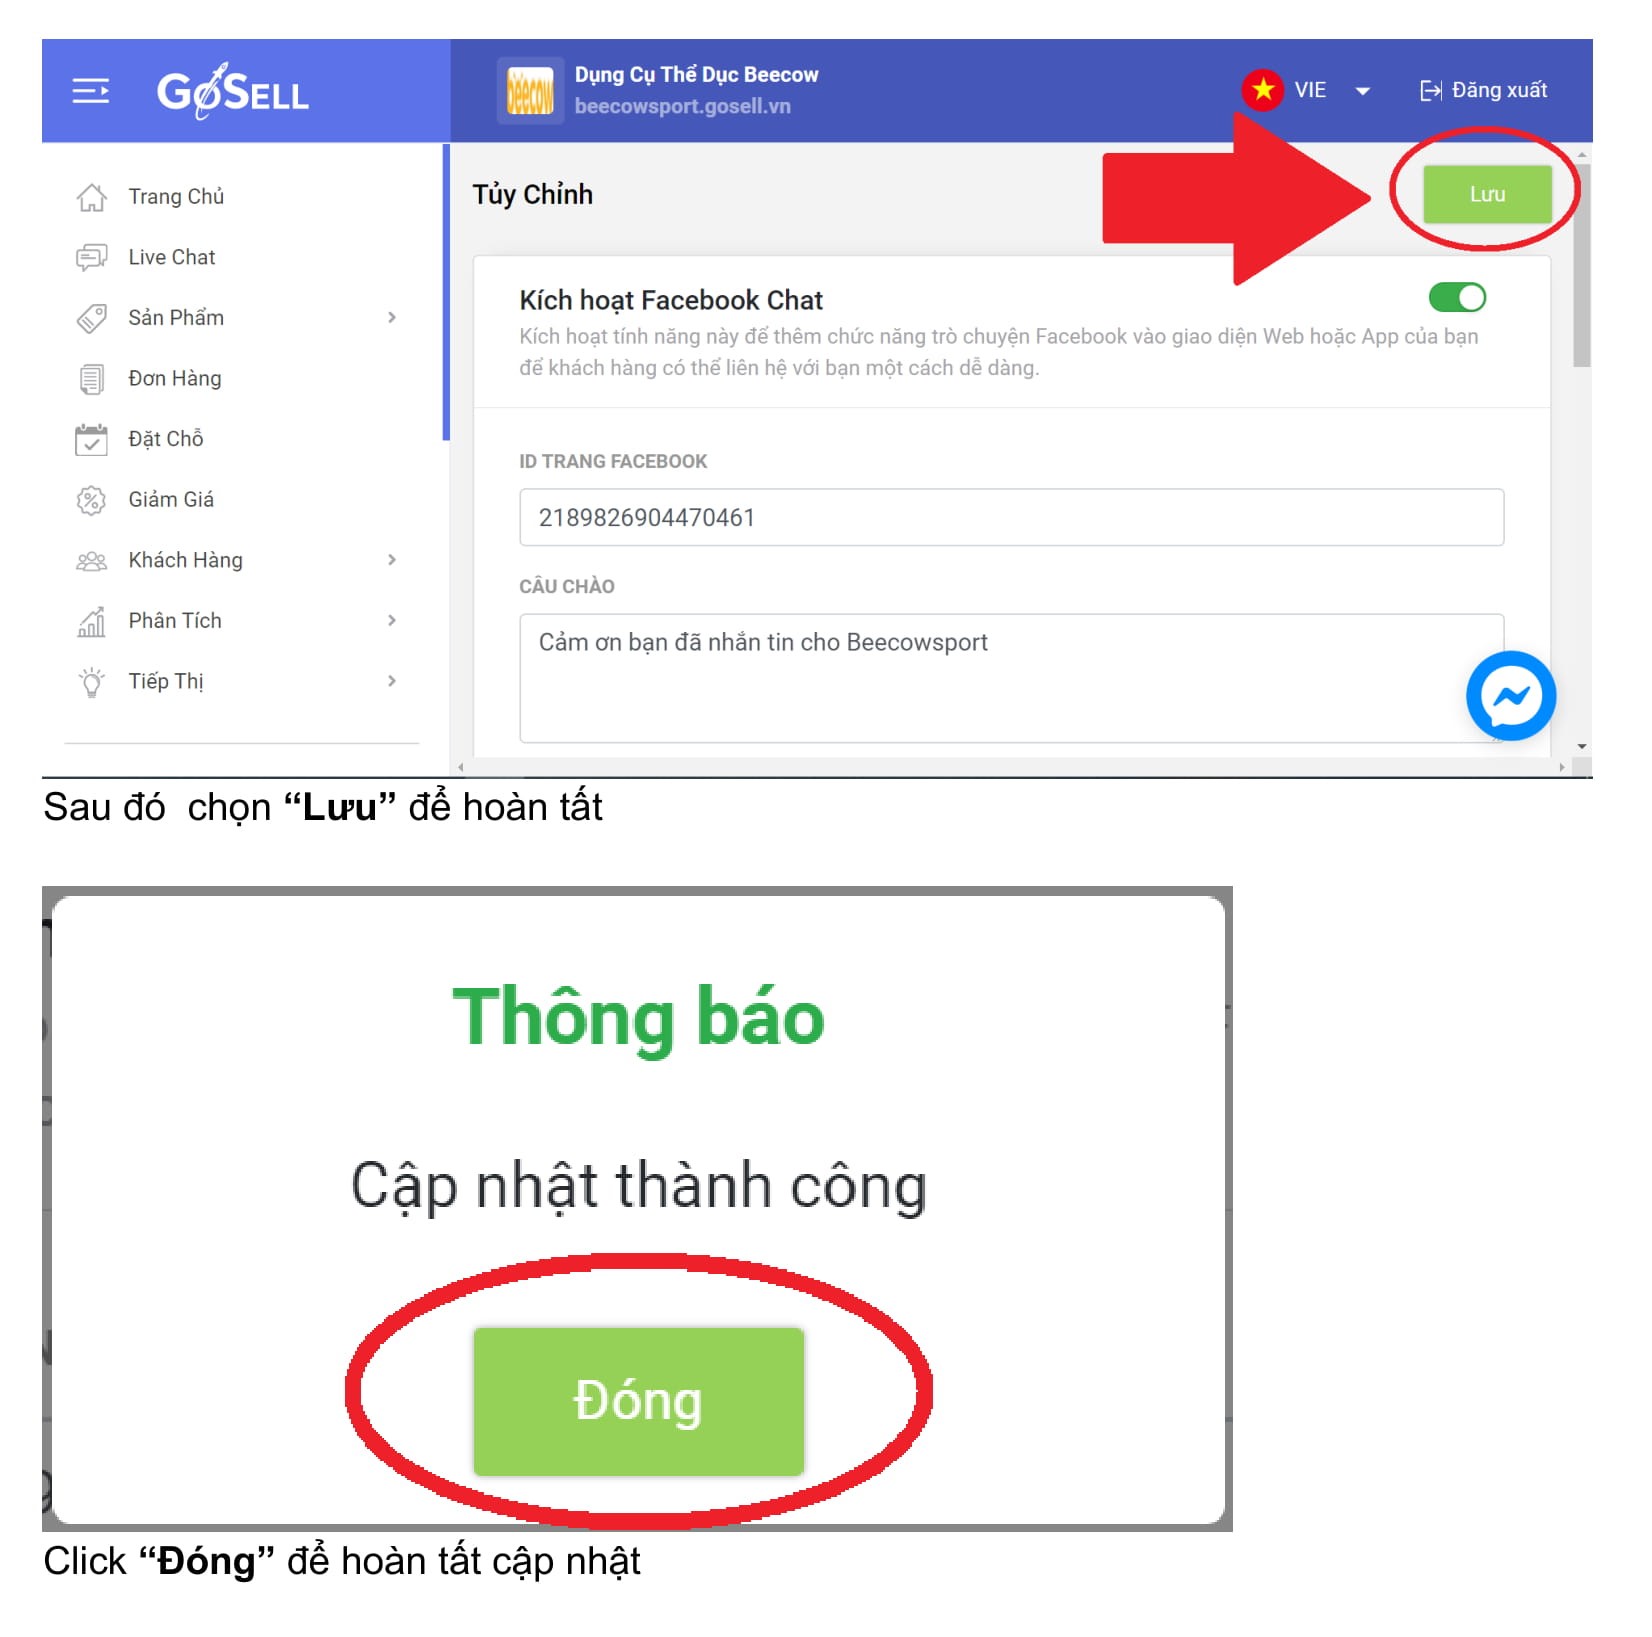 GoSELL
Dụng Cụ Thể Dục Beecow
beecow
beecowsport.gosell.vn
VIE
Đăng xuất
Trang Chủ
Live Chat
Sản Phẩm
Đơn Hàng
Đặt Chỗ
Giảm Giá
Khách Hàng
Phân Tích
Tiếp Thị
Tủy Chỉnh
Lưu
Kích hoạt Facebook Chat
Kích hoạt tính năng này để thêm chức năng trò chuyện Facebook vào giao diện Web hoặc App của bạn
để khách hàng có thể liên hệ với bạn một cách dễ dàng.
ID TRANG FACEBOOK
2189826904470461
CÂU CHÀO
Cảm ơn bạn đã nhắn tin cho Beecowsport
Sau đó chọn “Lưu” để hoàn tất
Thông báo
Cập nhật thành công
Đóng
Click “Đóng” để hoàn tất cập nhật